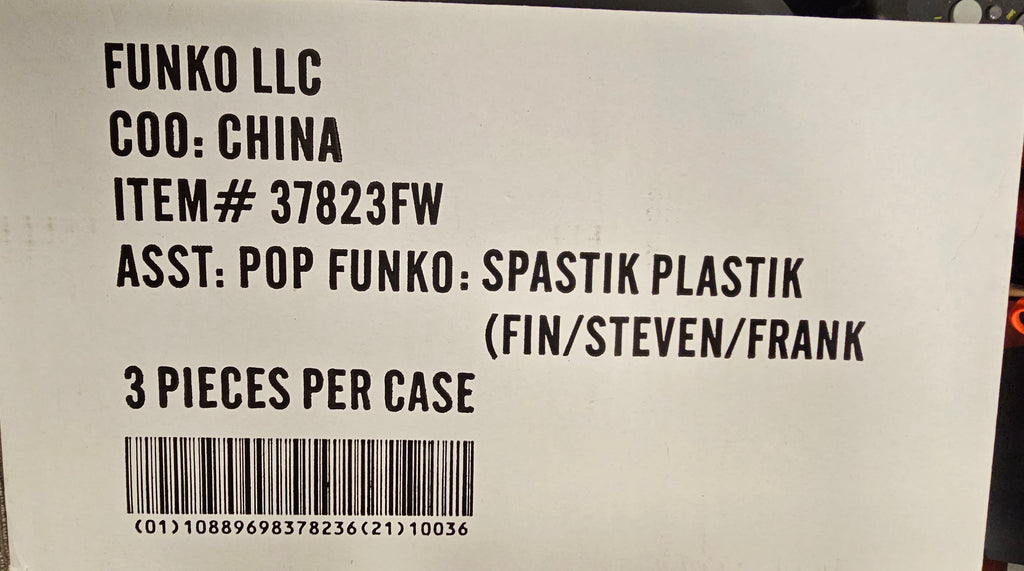 FUNKO LLC
COO: CHINA
ITEM# 37823FW
ASST: POP FUNKO: SPASTIK PLASTIK
(FIN/STEVEN/FRANK
3 PIECES PER CASE
(01)10889698378236(21)10036